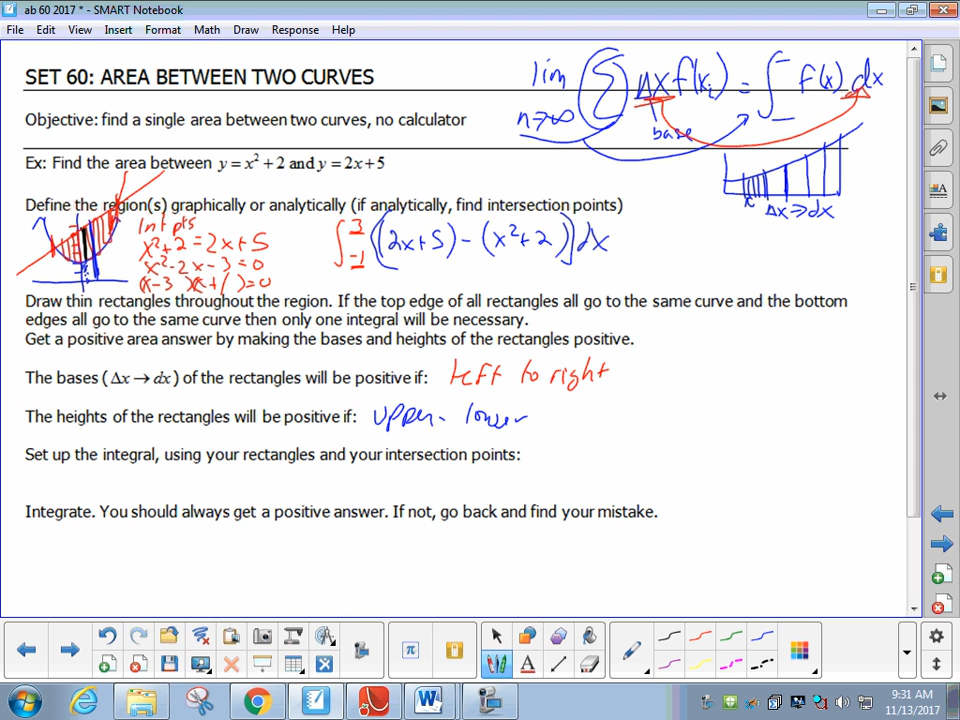 ab 60 2017 * - SMART Notebook
File Edit View Insert Format Math Draw Response Help
SET 60: AREA BETWEEN TWO CURVES
lim n→∞ ∑ Δx f(xᵢ) = ∫ f(x) dx
base
Objective: find a single area between two curves, no calculator
Ex: Find the area between y = x² + 2 and y = 2x + 5
Δx → dx
Define the region(s) graphically or analytically (if analytically, find intersection points)
Int pts
x² + 2 = 2x + 5
x² - 2x - 3 = 0
(x - 3)(x + 1) = 0
∫₋₁³ [(2x + 5) - (x² + 2)] dx
Draw thin rectangles throughout the region. If the top edge of all rectangles all go to the same curve and the bottom
edges all go to the same curve then only one integral will be necessary.
Get a positive area answer by making the bases and heights of the rectangles positive.
The bases (Δx → dx) of the rectangles will be positive if: left to right
The heights of the rectangles will be positive if: upper - lower
Set up the integral, using your rectangles and your intersection points:
Integrate. You should always get a positive answer. If not, go back and find your mistake.
9:31 AM
11/13/2017